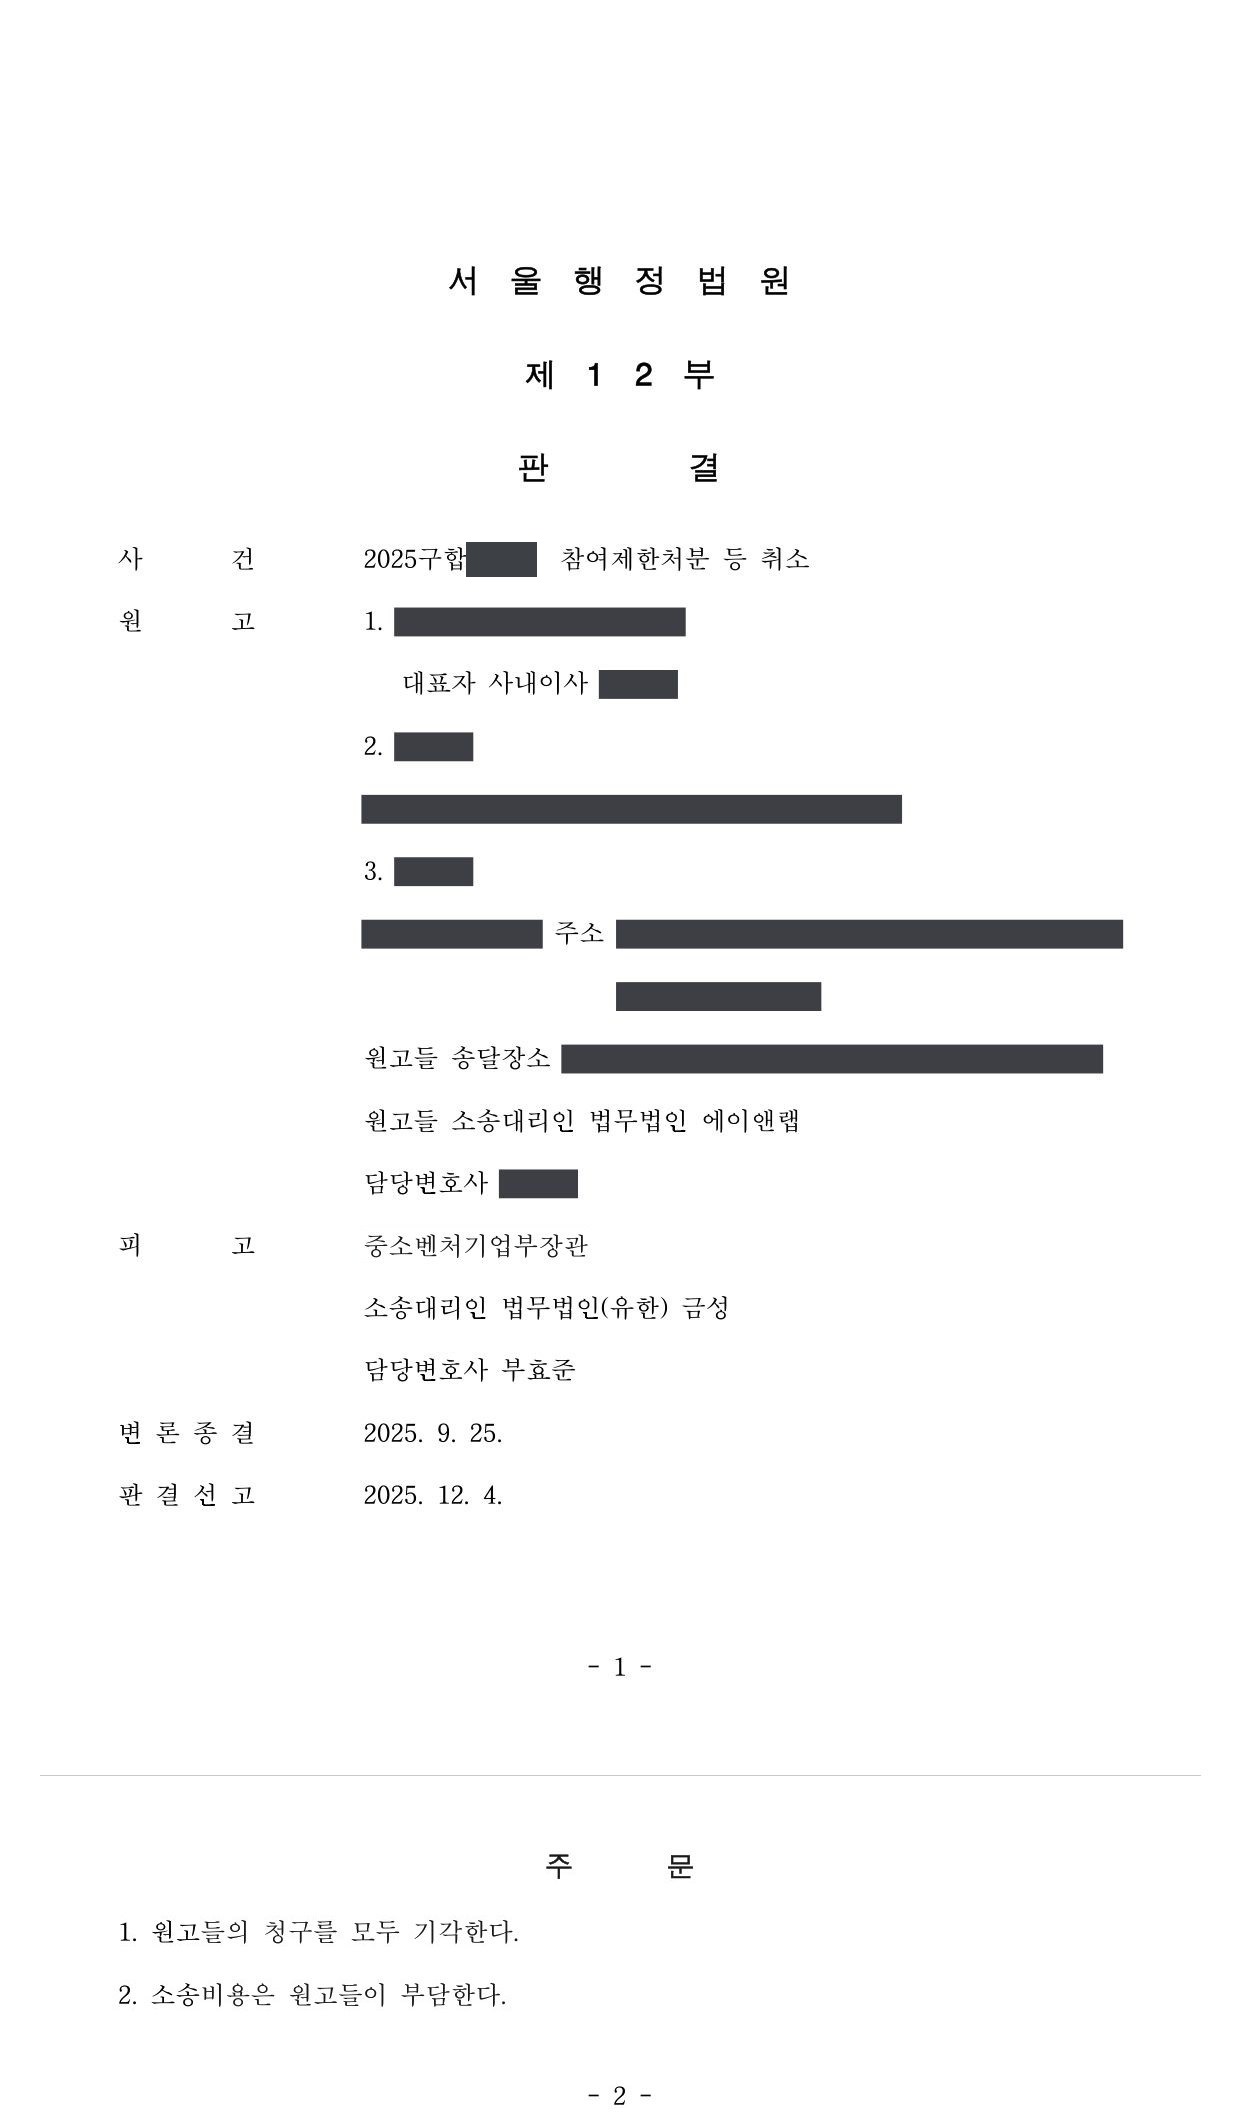 서 울 행 정 법 원
제 1 2 부
판 결
사 건 2025구합 참여제한처분 등 취소
원 고 1.
대표자 사내이사
2.
3.
주소
원고들 송달장소
원고들 소송대리인 법무법인 에이앤랩
담당변호사
피 고 중소벤처기업부장관
소송대리인 법무법인(유한) 금성
담당변호사 부효준
변 론 종 결 2025. 9. 25.
판 결 선 고 2025. 12. 4.
- 1 -
주 문
1. 원고들의 청구를 모두 기각한다.
2. 소송비용은 원고들이 부담한다.
- 2 -